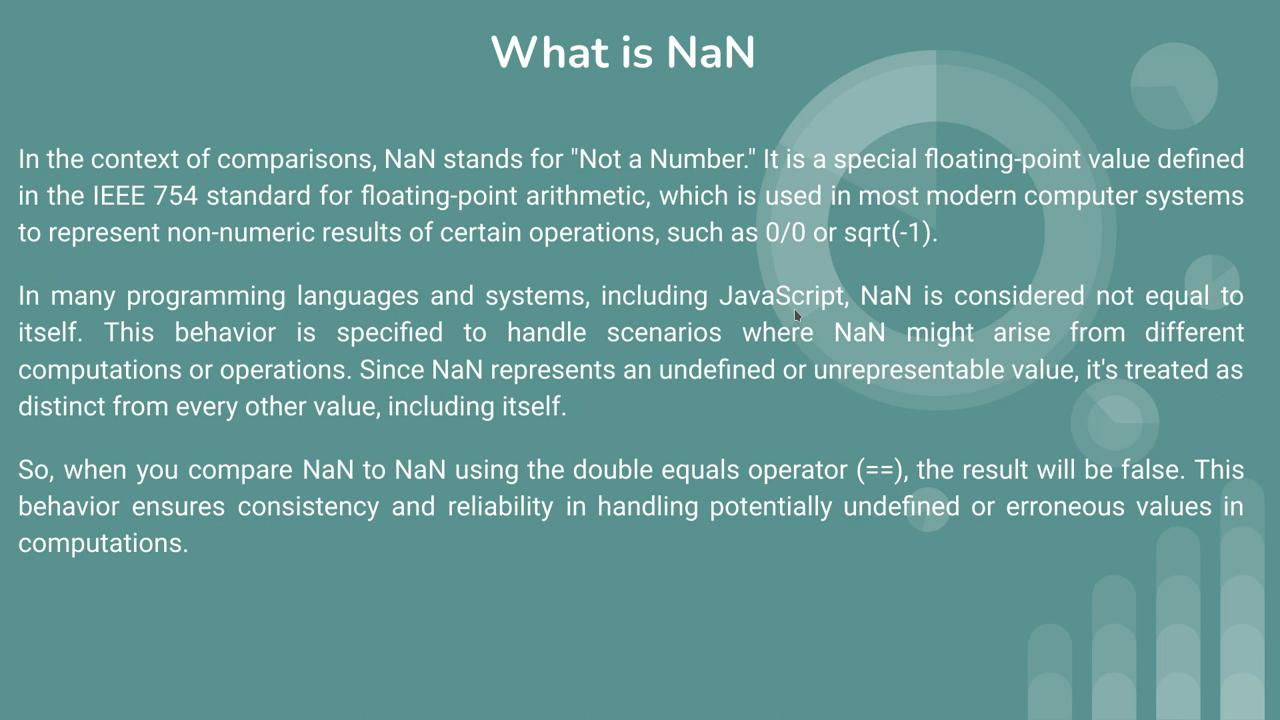 What is NaN
In the context of comparisons, NaN stands for "Not a Number." It is a special floating-point value defined
in the IEEE 754 standard for floating-point arithmetic, which is used in most modern computer systems
to represent non-numeric results of certain operations, such as 0/0 or sqrt(-1).
In many programming languages and systems, including JavaScript, NaN is considered not equal to
itself. This behavior is specified to handle scenarios where NaN might arise from different
computations or operations. Since NaN represents an undefined or unrepresentable value, it's treated as
distinct from every other value, including itself.
So, when you compare NaN to NaN using the double equals operator (==), the result will be false. This
behavior ensures consistency and reliability in handling potentially undefined or erroneous values in
computations.